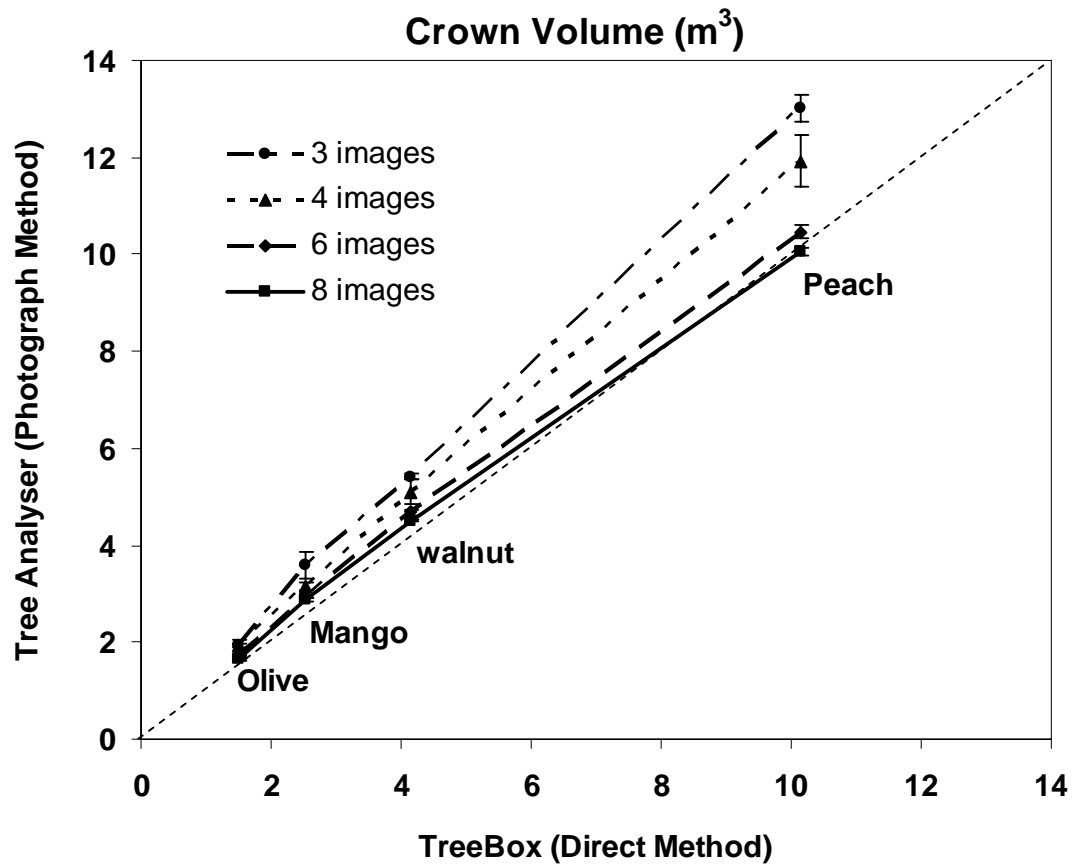 Crown Volume (m³)
14
12
10
8
6
4
2
0
Tree Analyser (Photograph Method)
3 images
4 images
6 images
8 images
Peach
walnut
Mango
Olive
0 2 4 6 8 10 12 14
TreeBox (Direct Method)